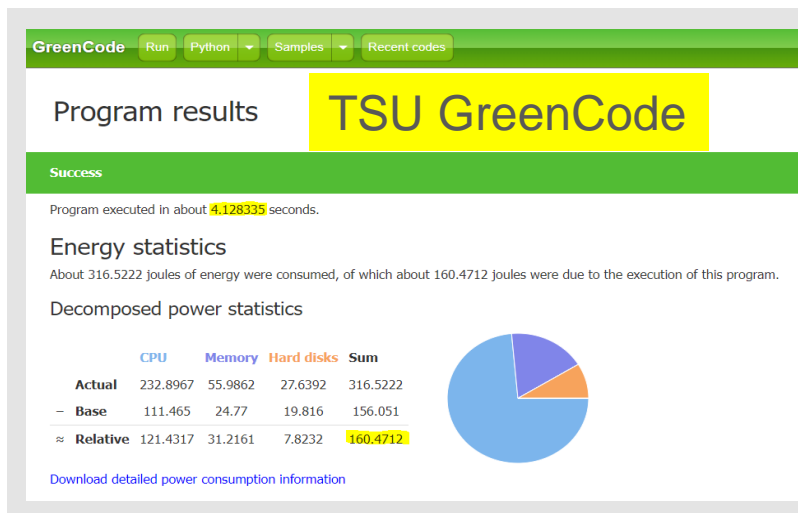 GreenCode Run Python Samples Recent codes
Program results
TSU GreenCode
Success
Program executed in about 4.128335 seconds.
Energy statistics
About 316.5222 joules of energy were consumed, of which about 160.4712 joules were due to the execution of this program.
Decomposed power statistics
CPU Memory Hard disks Sum
Actual 232.8967 55.9862 27.6392 316.5222
− Base 111.465 24.77 19.816 156.051
≈ Relative 121.4317 31.2161 7.8232 160.4712
Download detailed power consumption information